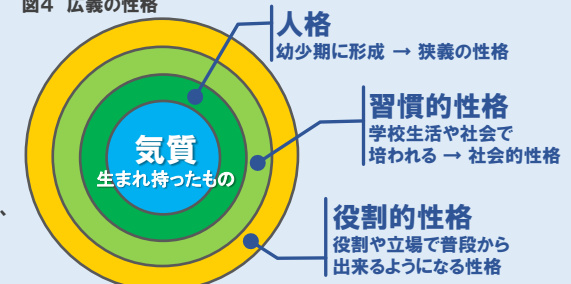 図4 広義の性格
人格
幼少期に形成 → 狭義の性格
習慣的性格
学校生活や社会で
培われる → 社会的性格
気質
生まれ持ったもの
、
役割的性格
役割や立場で普段から
出来るようになる性格